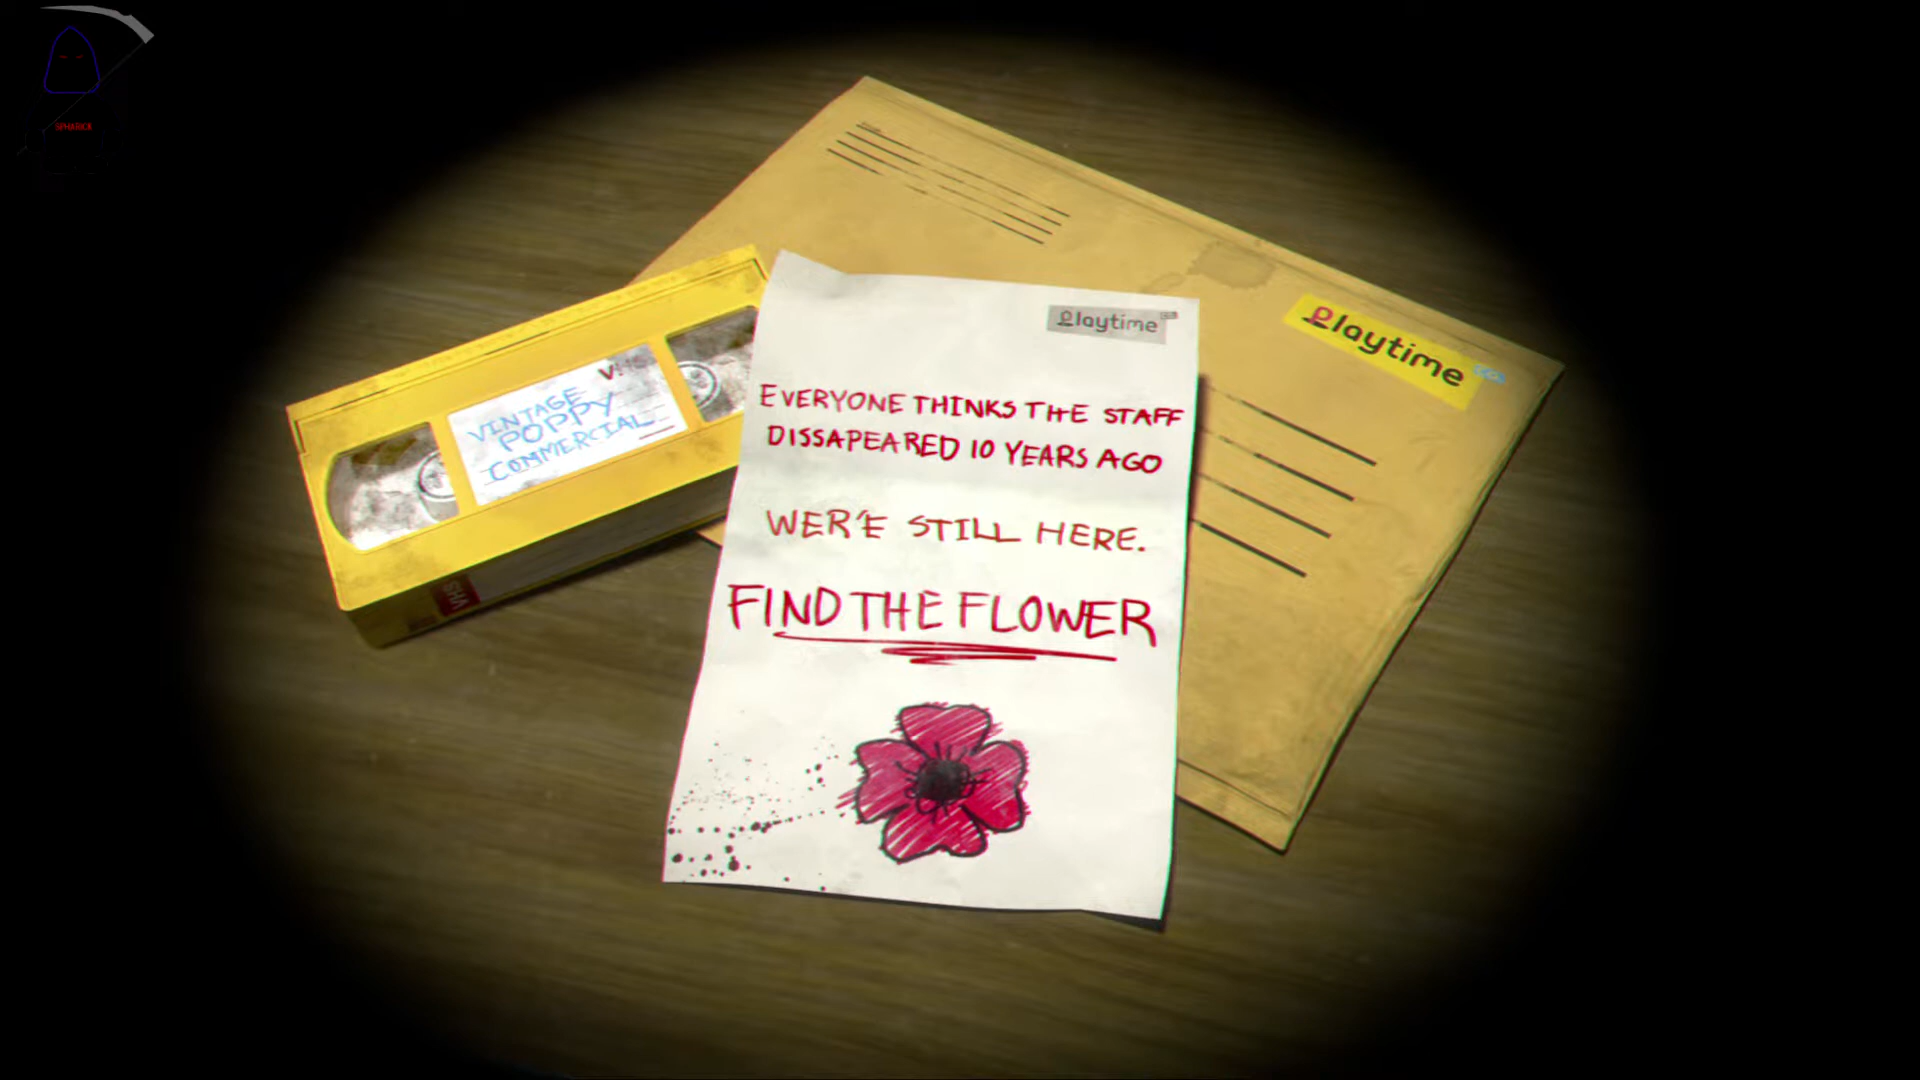 SEMARICK
Playtime
Playtime
VINTAGE
POPPY
COMMERCIAL
VHS
EVERYONE THINKS THE STAFF
DISSAPEARED 10 YEARS AGO
WER'E STILL HERE.
FIND THE FLOWER